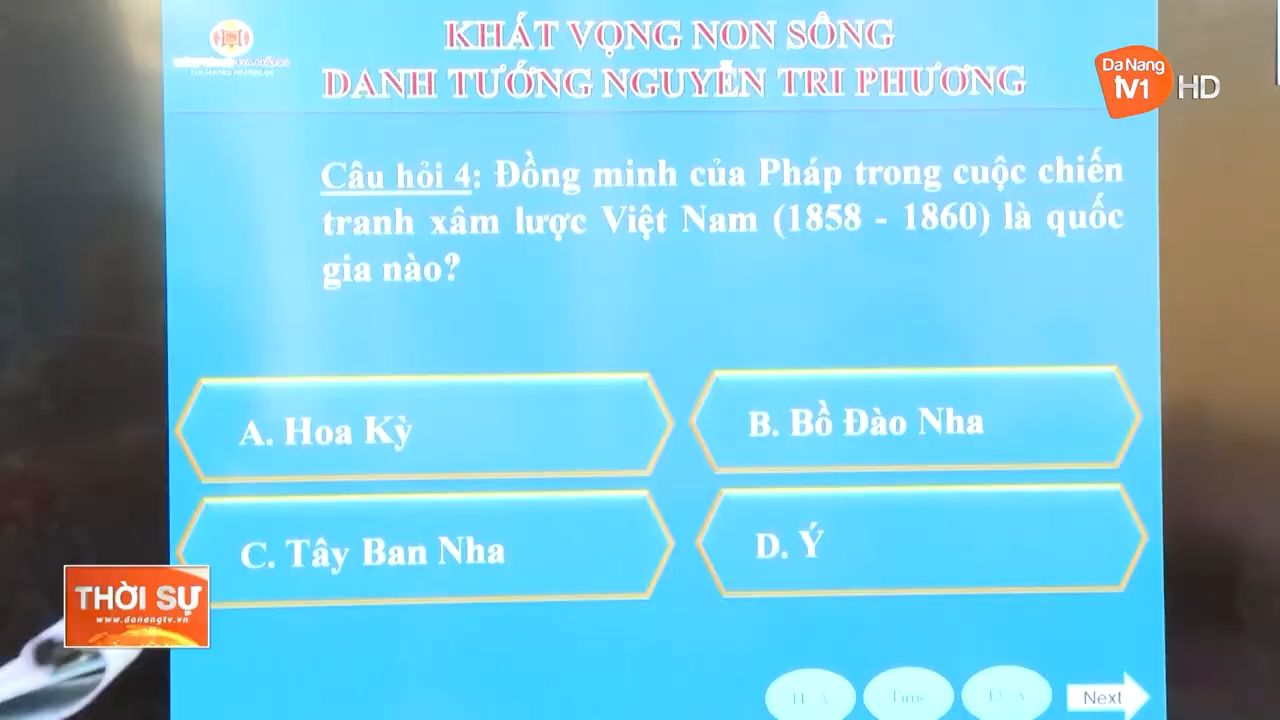 KHÁT VỌNG NON SÔNG
DANH TƯỚNG NGUYỄN TRI PHƯƠNG
Da Nang
tv1 HD
Câu hỏi 4: Đồng minh của Pháp trong cuộc chiến
tranh xâm lược Việt Nam (1858 - 1860) là quốc
gia nào?
A. Hoa Kỳ
B. Bồ Đào Nha
C. Tây Ban Nha
D. Ý
THỜI SỰ
www.danangtv.vn
Time
Next